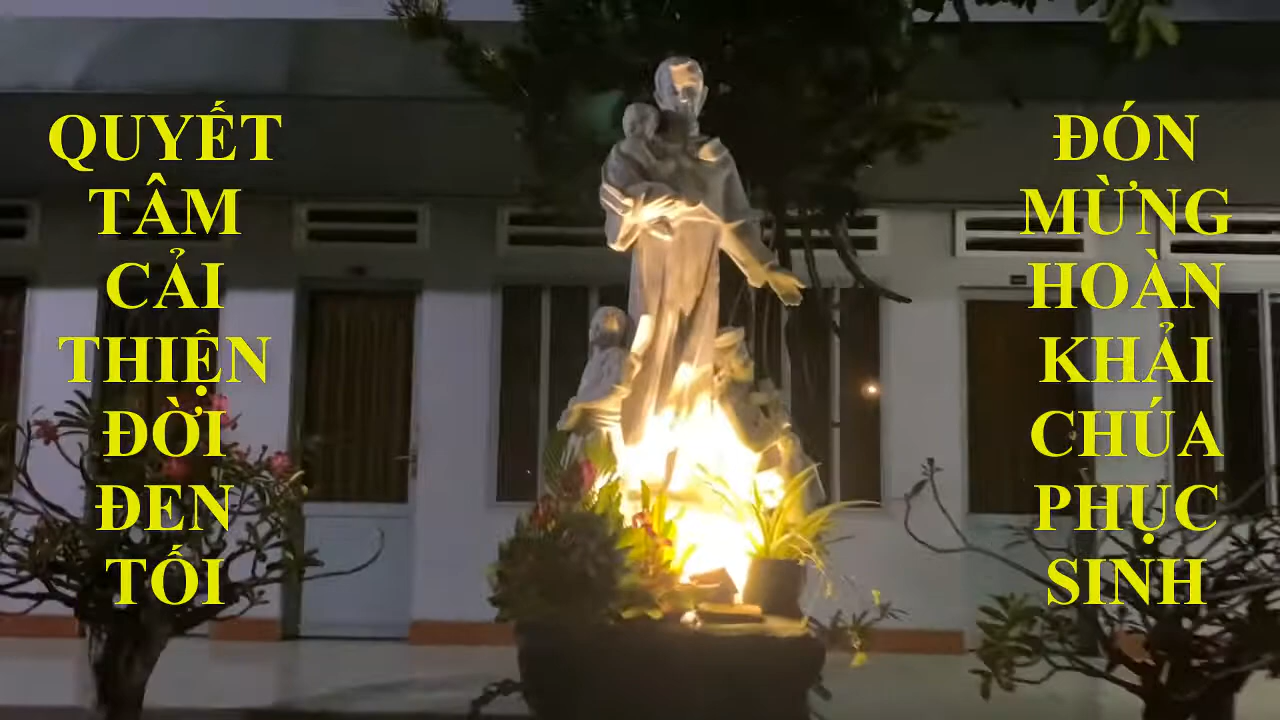 QUYẾT
TÂM
CẢI
THIỆN
ĐỜI
ĐEN
TỐI
ĐÓN
MỪNG
HOÀN
KHẢI
CHÚA
PHỤC
SINH